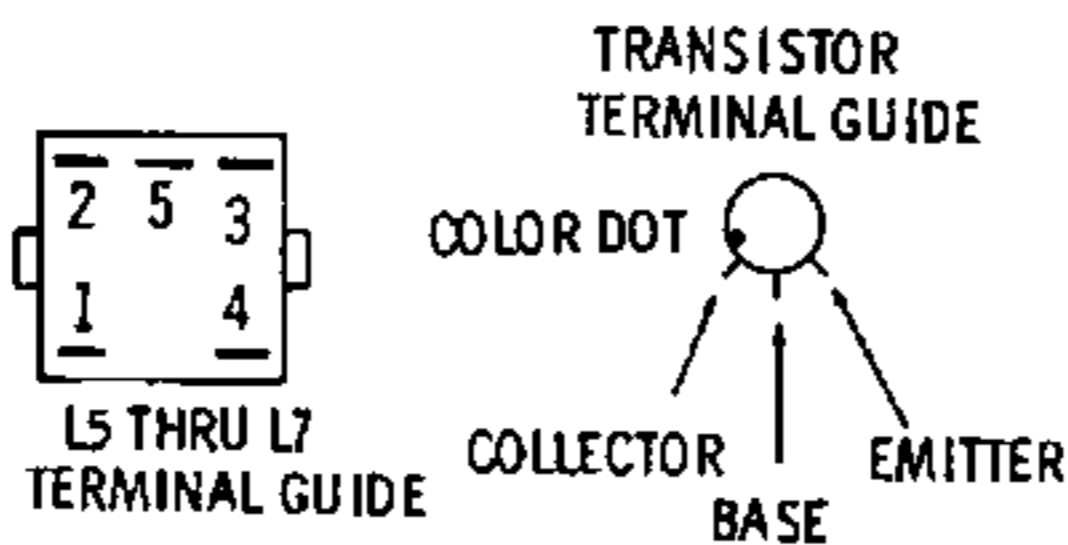 TRANSISTOR
TERMINAL GUIDE
2 5 3
COLOR DOT
1 4
L5 THRU L7
TERMINAL GUIDE
COLLECTOR
BASE
EMITTER